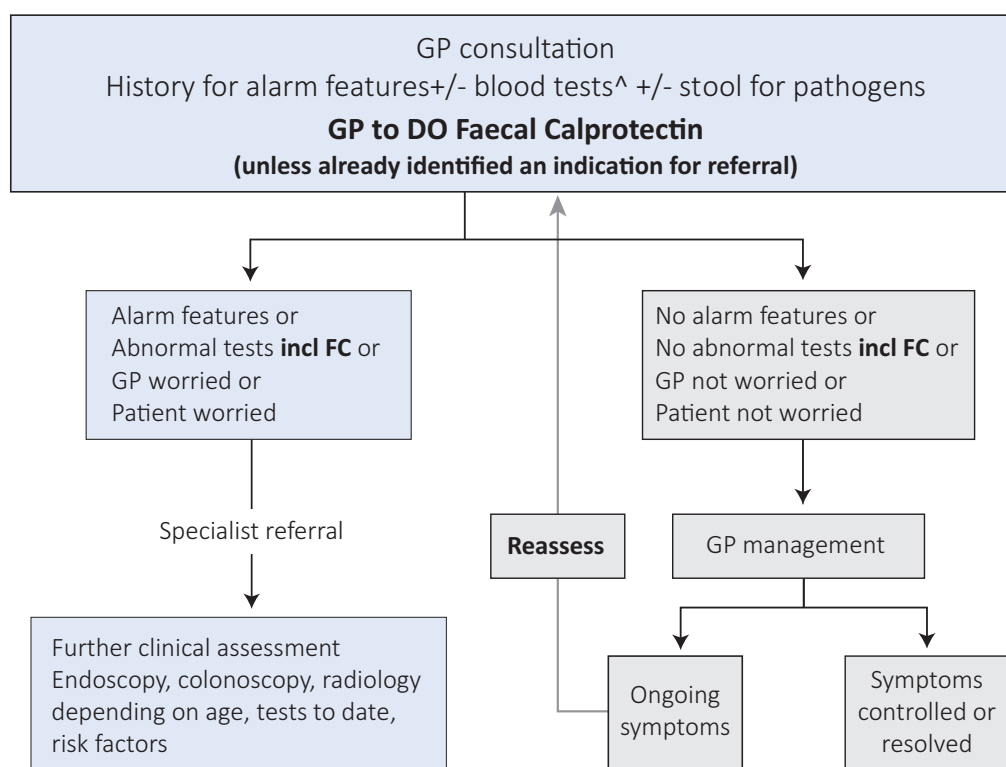 GP consultation
History for alarm features+/- blood tests^ +/- stool for pathogens
GP to DO Faecal Calprotectin
(unless already identified an indication for referral)
Alarm features or
Abnormal tests incl FC or
GP worried or
Patient worried
No alarm features or
No abnormal tests incl FC or
GP not worried or
Patient not worried
Specialist referral
Reassess
GP management
Further clinical assessment
Endoscopy, colonoscopy, radiology
depending on age, tests to date,
risk factors
Ongoing
symptoms
Symptoms
controlled or
resolved